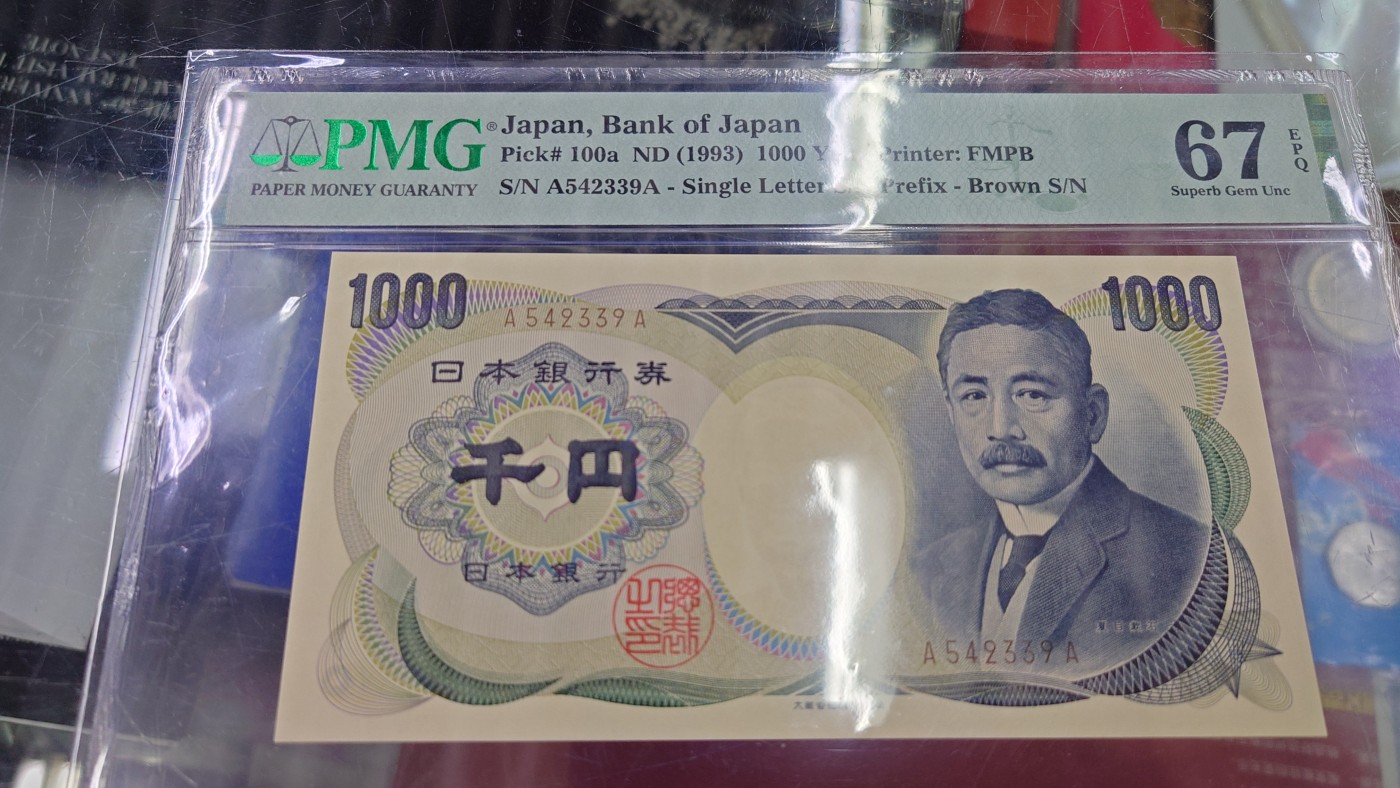 PMG®
PAPER MONEY GUARANTY
Japan, Bank of Japan
Pick# 100a ND (1993) 1000 Printer: FMPB
S/N A542339A - Single Letter Prefix - Brown S/N
67
EPQ
Superb Gem Unc
1000
A542339A
1000
日本銀行券
千円
日本銀行
A542339A